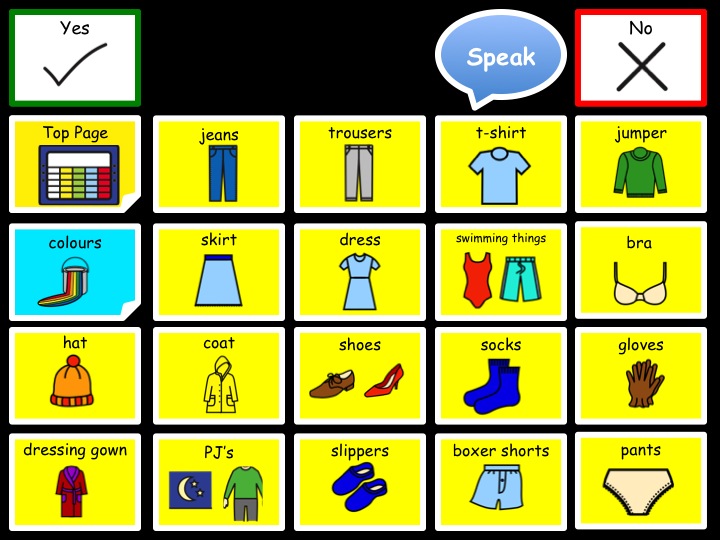 Yes
Speak
No
Top Page
jeans
trousers
t-shirt
jumper
colours
skirt
dress
swimming things
bra
hat
coat
shoes
socks
gloves
dressing gown
PJ's
slippers
boxer shorts
pants